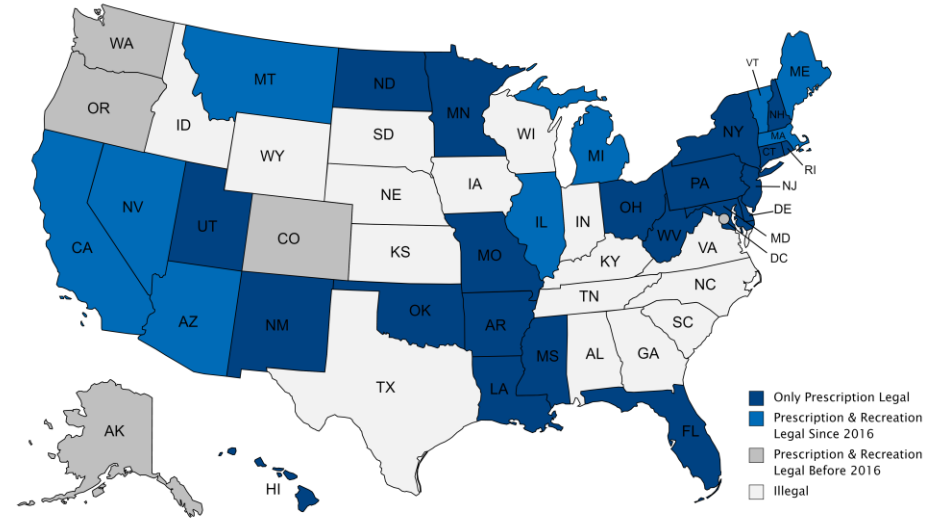 WA
VT
ME
MT
ND
OR
MN
NH
ID
SD
WI
NY
MA
WY
MI
CT
RI
IA
PA
NE
NJ
NV
IL
IN
OH
DE
UT
CO
WV
MD
CA
KS
MO
VA
DC
KY
NC
TN
AZ
OK
NM
AR
SC
MS
AL
GA
TX
LA
AK
FL
HI
Only Prescription Legal
Prescription & Recreation
Legal Since 2016
Prescription & Recreation
Legal Before 2016
Illegal